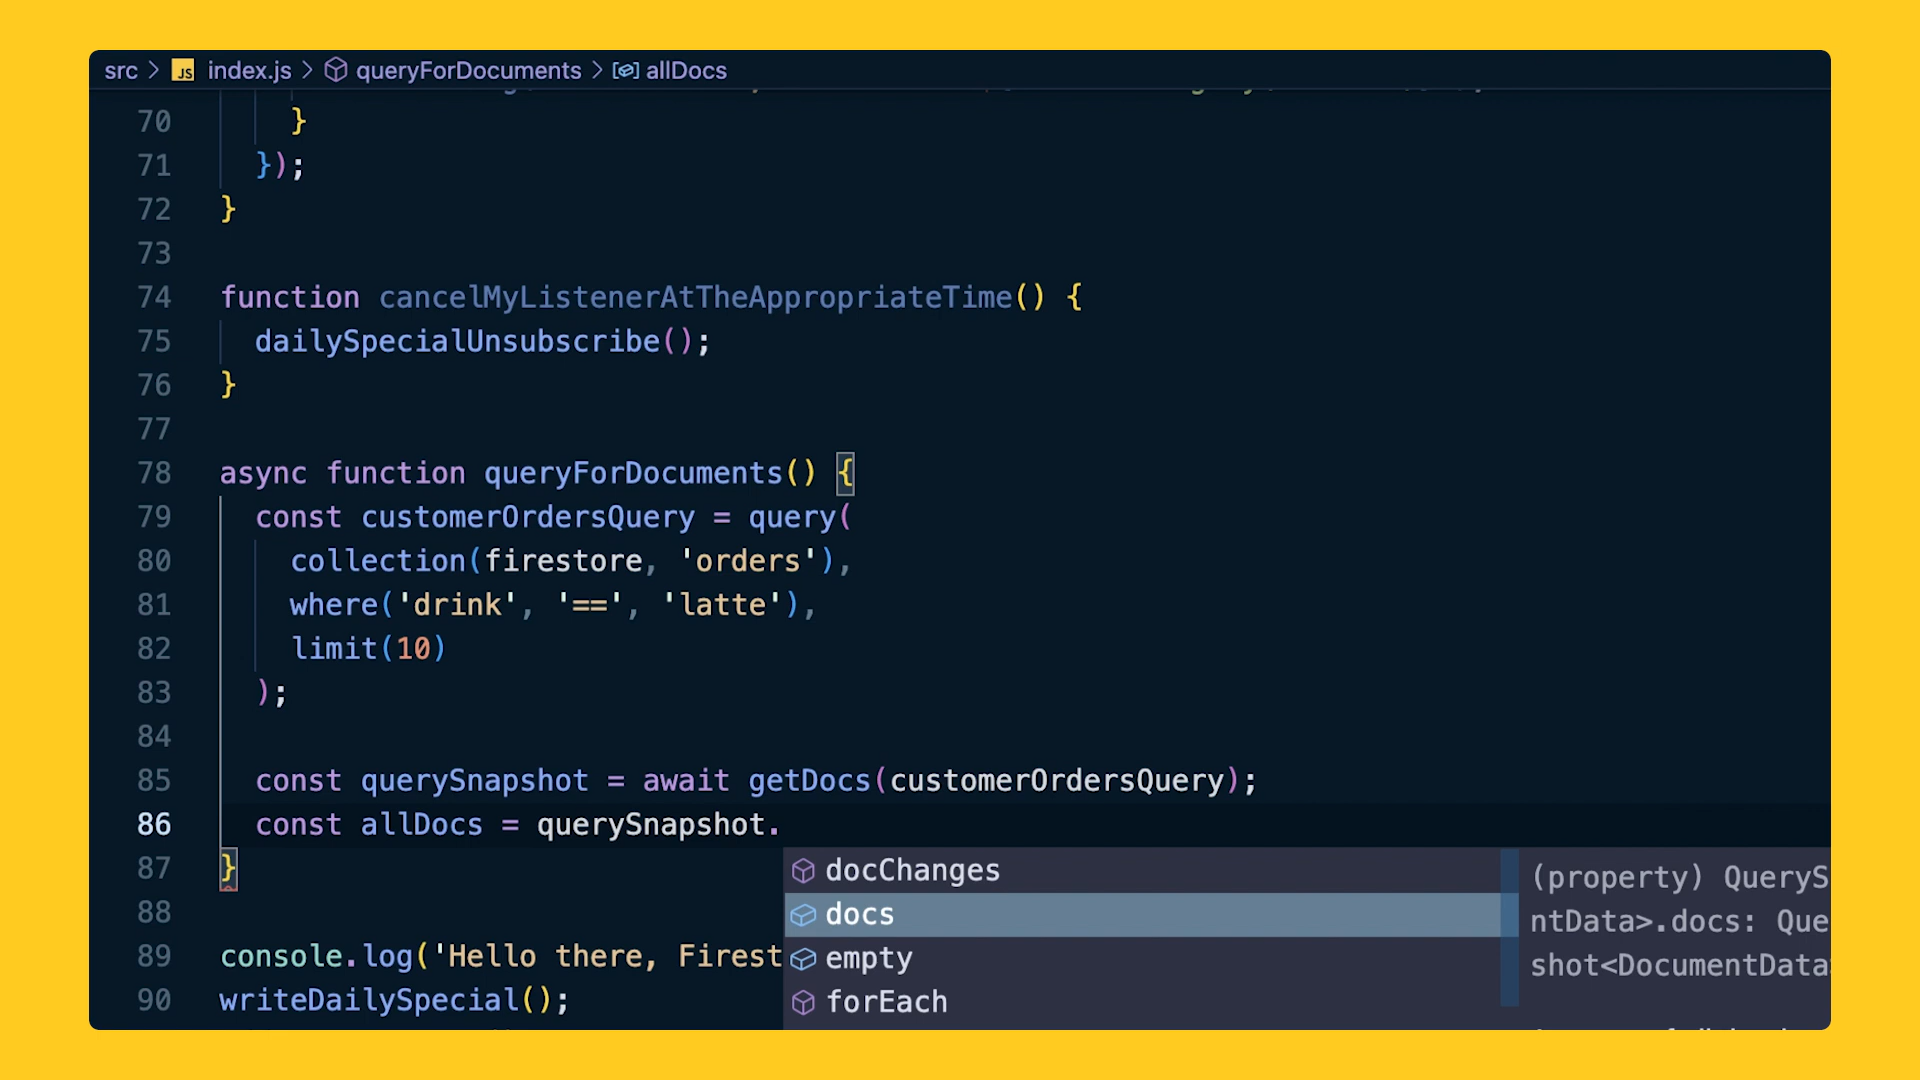 src > JS index.js > queryForDocuments > allDocs
70 }
71 });
72 }
73
74 function cancelMyListenerAtTheAppropriateTime() {
75 dailySpecialUnsubscribe();
76 }
77
78 async function queryForDocuments() {
79 const customerOrdersQuery = query(
80 collection(firestore, 'orders'),
81 where('drink', '==', 'latte'),
82 limit(10)
83 );
84
85 const querySnapshot = await getDocs(customerOrdersQuery);
86 const allDocs = querySnapshot.
87 }
docChanges
docs
empty
forEach
(property) QueryS
ntData>.docs: Que
shot<DocumentData
88
89 console.log('Hello there, Firest
90 writeDailySpecial();